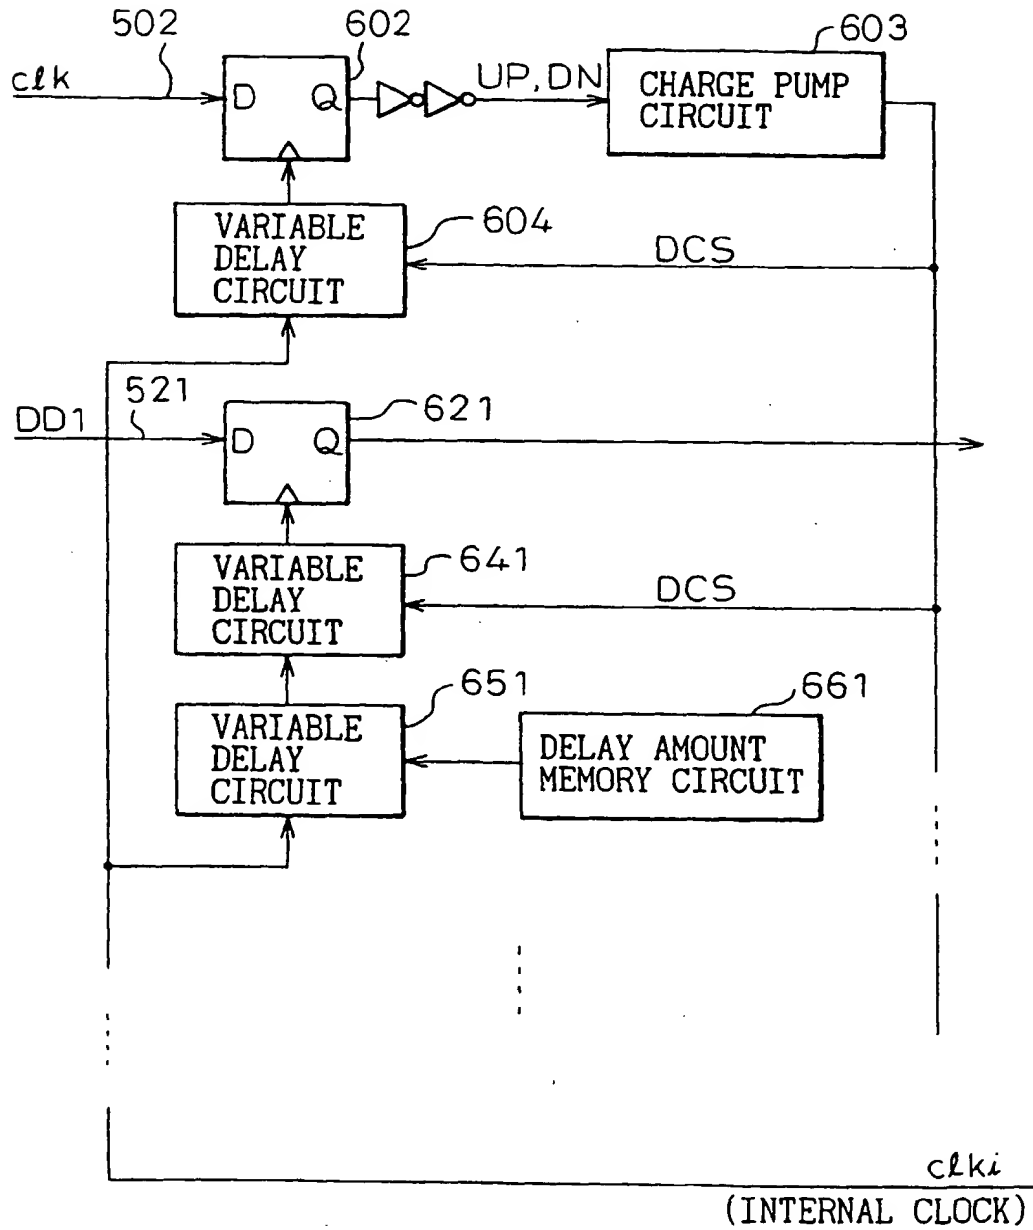 502
602
603
clk
D
Q
UP, DN
CHARGE PUMP
CIRCUIT
VARIABLE
DELAY
CIRCUIT
604
DCS
DD1
521
621
D
Q
VARIABLE
DELAY
CIRCUIT
641
DCS
VARIABLE
DELAY
CIRCUIT
651
661
DELAY AMOUNT
MEMORY CIRCUIT
clki
(INTERNAL CLOCK)